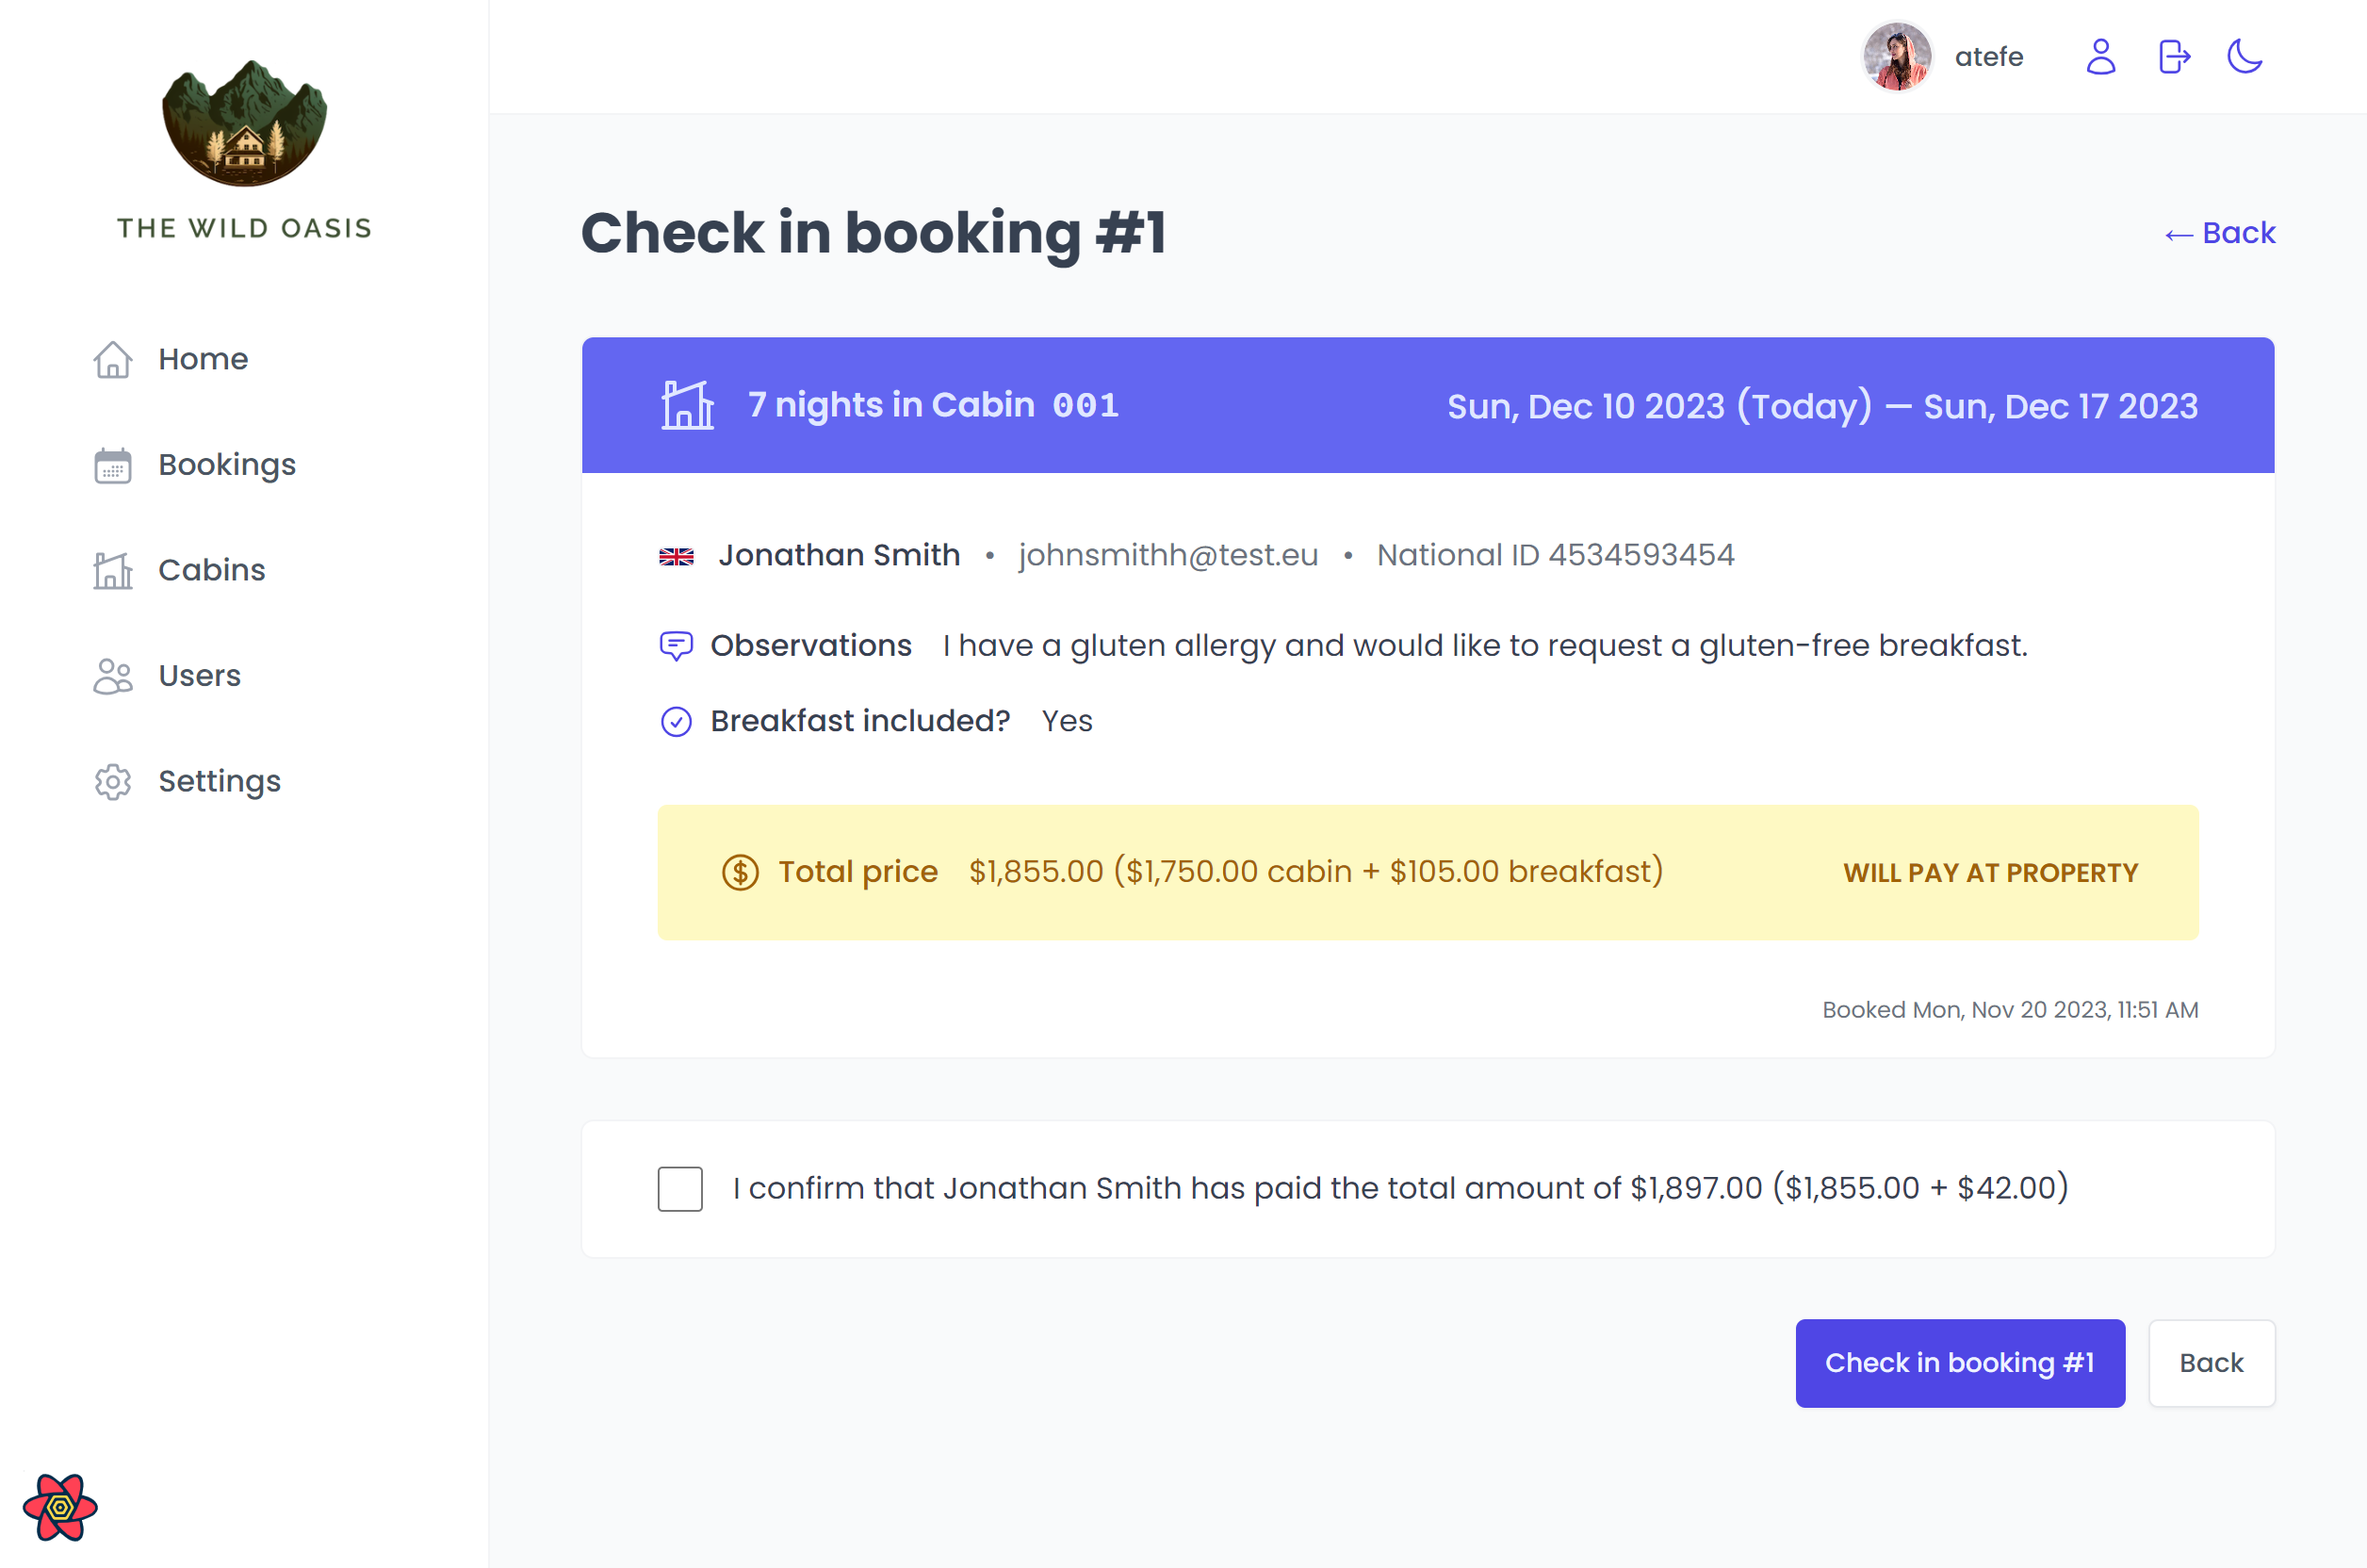 THE WILD OASIS
Home
Bookings
Cabins
Users
Settings
atefe
Check in booking #1
← Back
7 nights in Cabin 001
Sun, Dec 10 2023 (Today) — Sun, Dec 17 2023
Jonathan Smith • johnsmithh@test.eu • National ID 4534593454
Observations I have a gluten allergy and would like to request a gluten-free breakfast.
Breakfast included? Yes
Total price $1,855.00 ($1,750.00 cabin + $105.00 breakfast)
WILL PAY AT PROPERTY
Booked Mon, Nov 20 2023, 11:51 AM
I confirm that Jonathan Smith has paid the total amount of $1,897.00 ($1,855.00 + $42.00)
Check in booking #1
Back